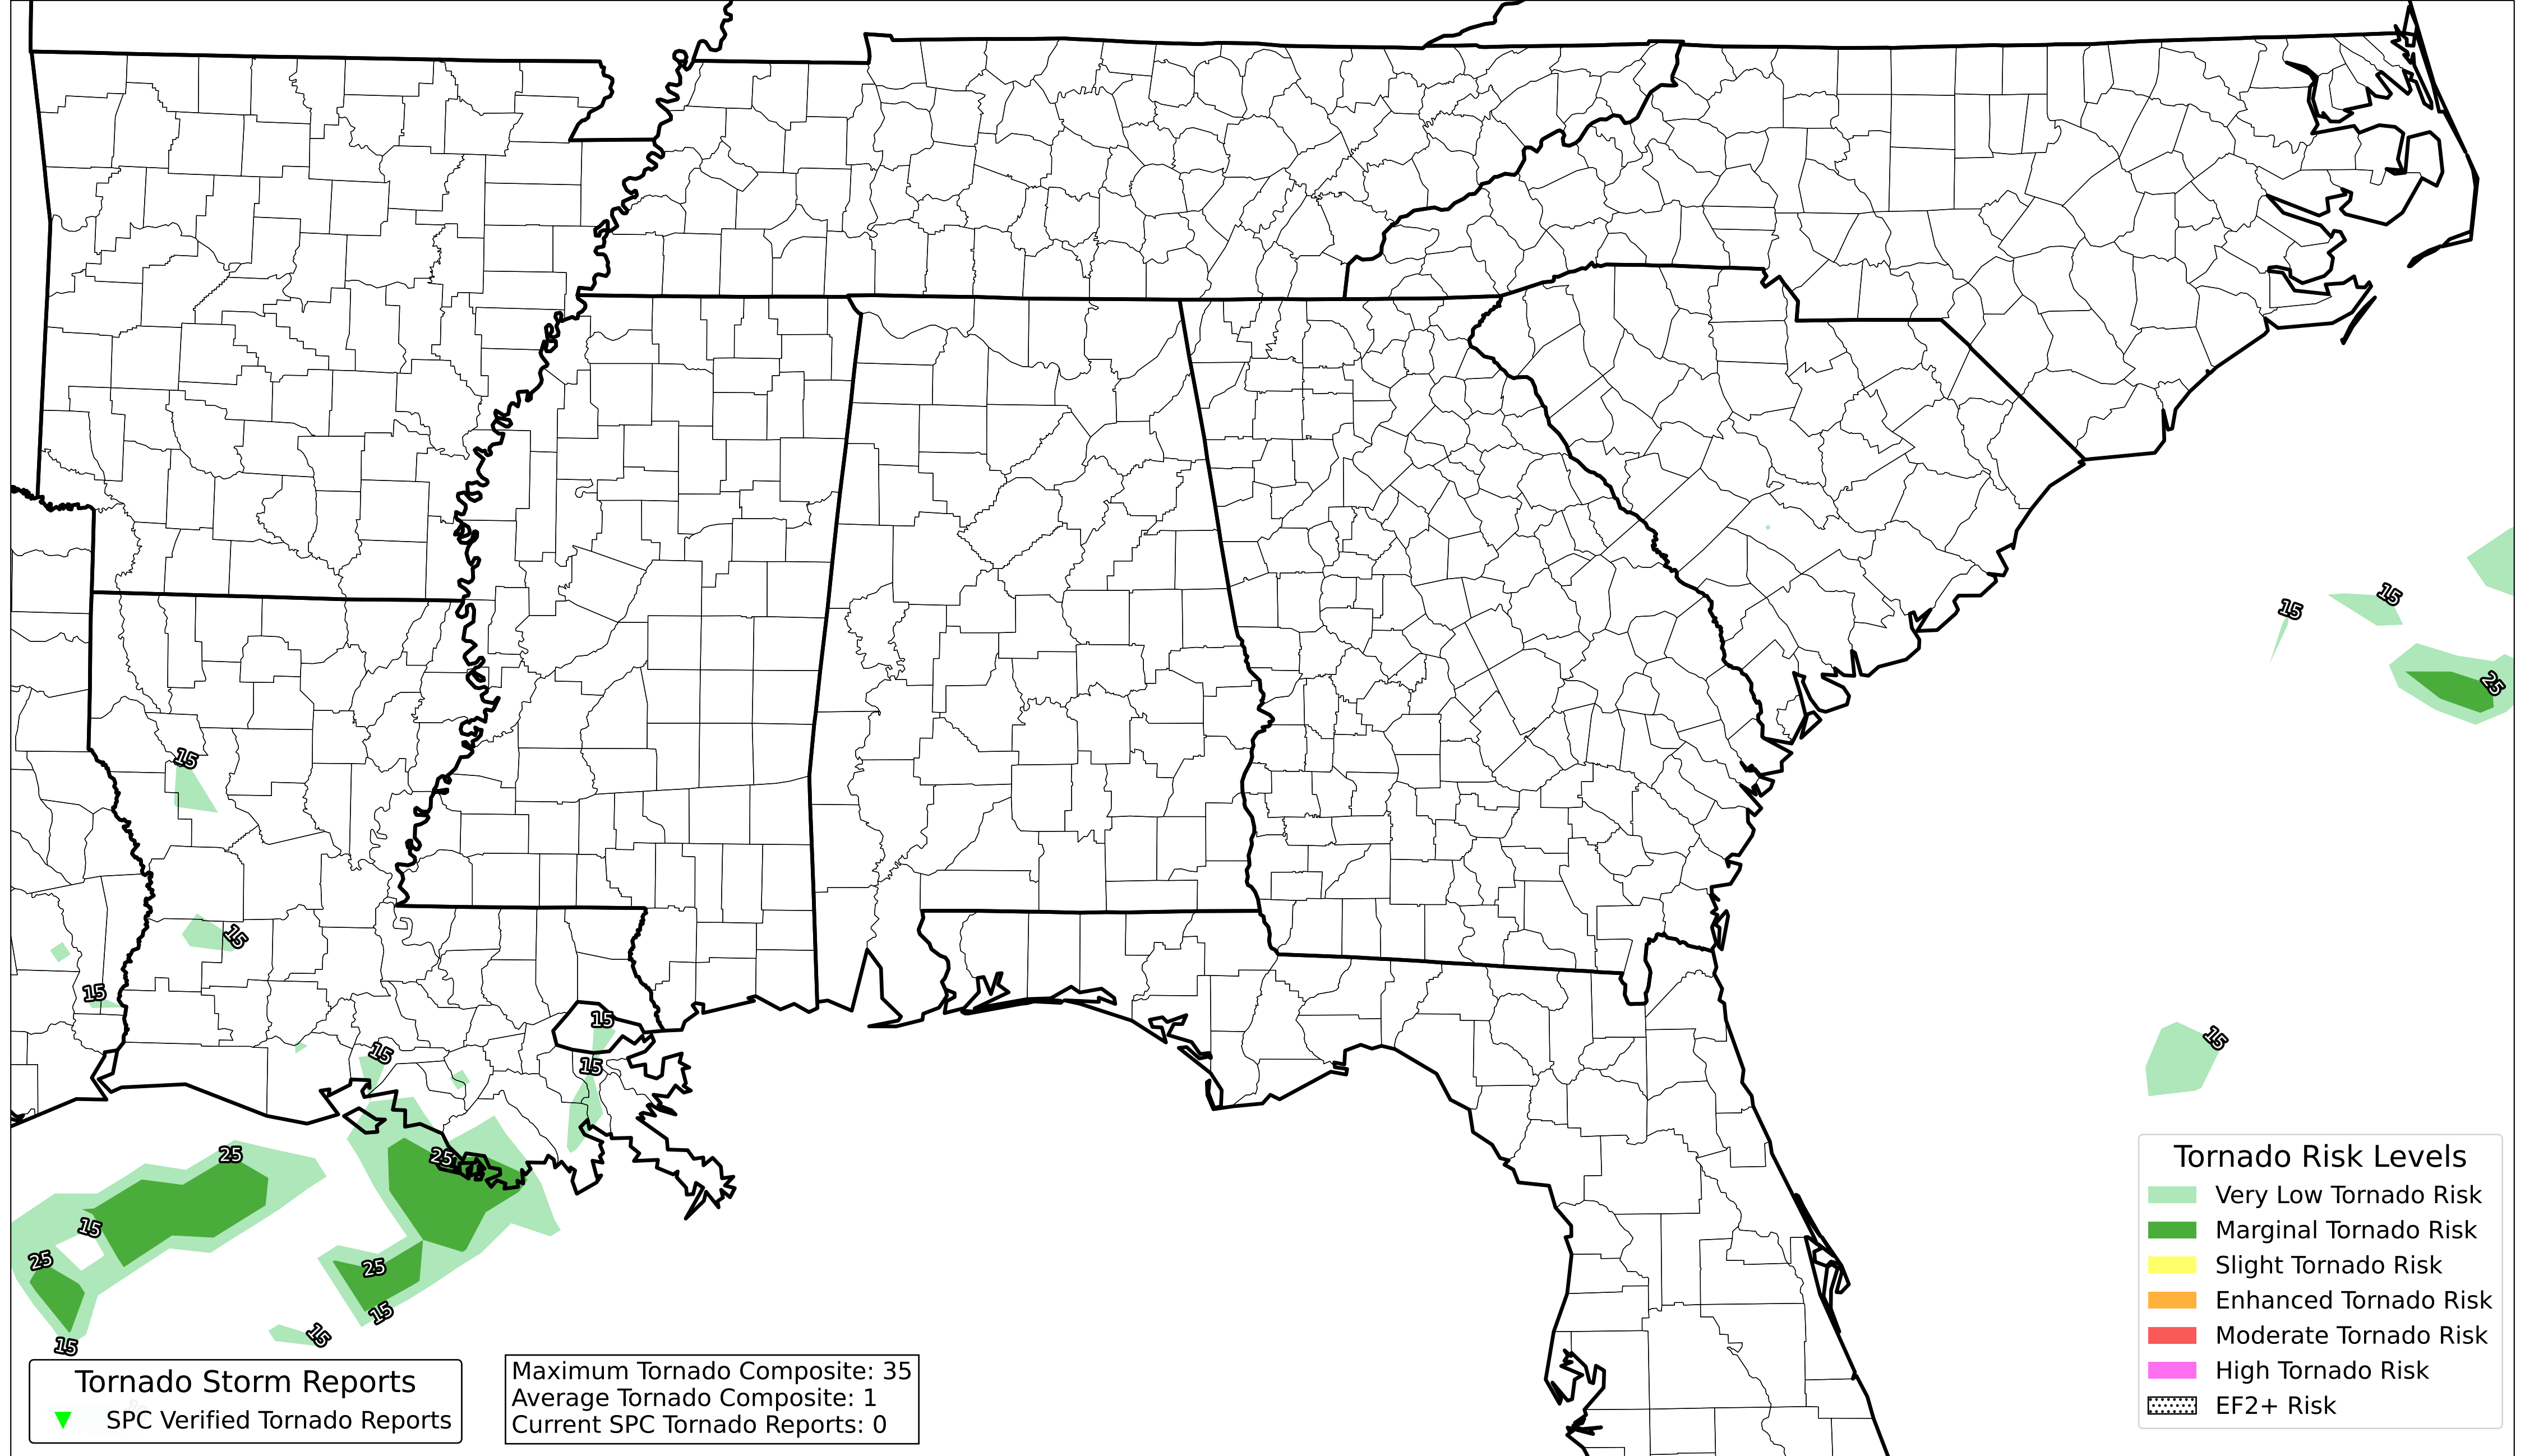 15
15
25
15
15
15
15
15
15
15
25
25
15
25
25
15
15
15
Tornado Risk Levels
Very Low Tornado Risk
Marginal Tornado Risk
Slight Tornado Risk
Enhanced Tornado Risk
Moderate Tornado Risk
High Tornado Risk
EF2+ Risk
Tornado Storm Reports
SPC Verified Tornado Reports
Maximum Tornado Composite: 35
Average Tornado Composite: 1
Current SPC Tornado Reports: 0